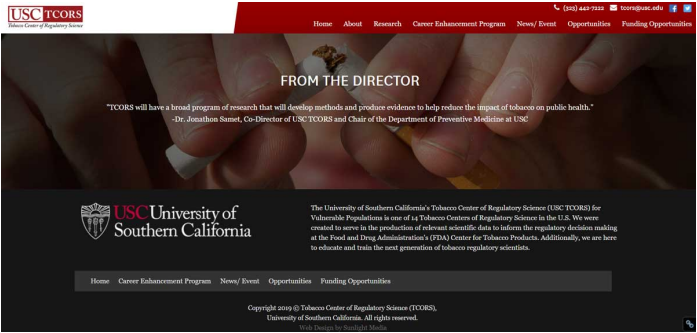 USC TCORS
Tobacco Center of Regulatory Science
(323) 442-7222 tcors@usc.edu
Home About Research Career Enhancement Program News/ Event Opportunities Funding Opportunities
FROM THE DIRECTOR
"TCORS will have a broad program of research that will develop methods and produce evidence to help reduce the impact of tobacco on public health."
-Dr. Jonathon Samet, Co-Director of USC TCORS and Chair of the Department of Preventive Medicine at USC
USC University of
Southern California
The University of Southern California's Tobacco Center of Regulatory Science (USC TCORS) for
Vulnerable Populations is one of 14 Tobacco Centers of Regulatory Science in the U.S. We were
created to serve in the production of relevant scientific data to inform the regulatory decision making
at the Food and Drug Administration's (FDA) Center for Tobacco Products. Additionally, we are here
to educate and train the next generation of tobacco regulatory scientists.
Home Career Enhancement Program News/ Event Opportunities Funding Opportunities
Copyright 2019 © Tobacco Center of Regulatory Science (TCORS),
University of Southern California. All rights reserved.
Web Design by Sunlight Media